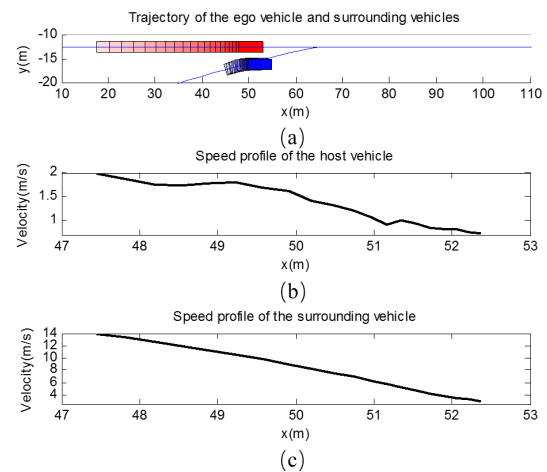 Trajectory of the ego vehicle and surrounding vehicles
-10
-15
-20
y(m)
10 20 30 40 50 60 70 80 90 100 110
x(m)
(a)
Speed profile of the host vehicle
2
1.5
1
Velocity(m/s)
47 48 49 50 51 52 53
x(m)
(b)
Speed profile of the surrounding vehicle
14
12
10
8
6
4
Velocity(m/s)
47 48 49 50 51 52 53
x(m)
(c)